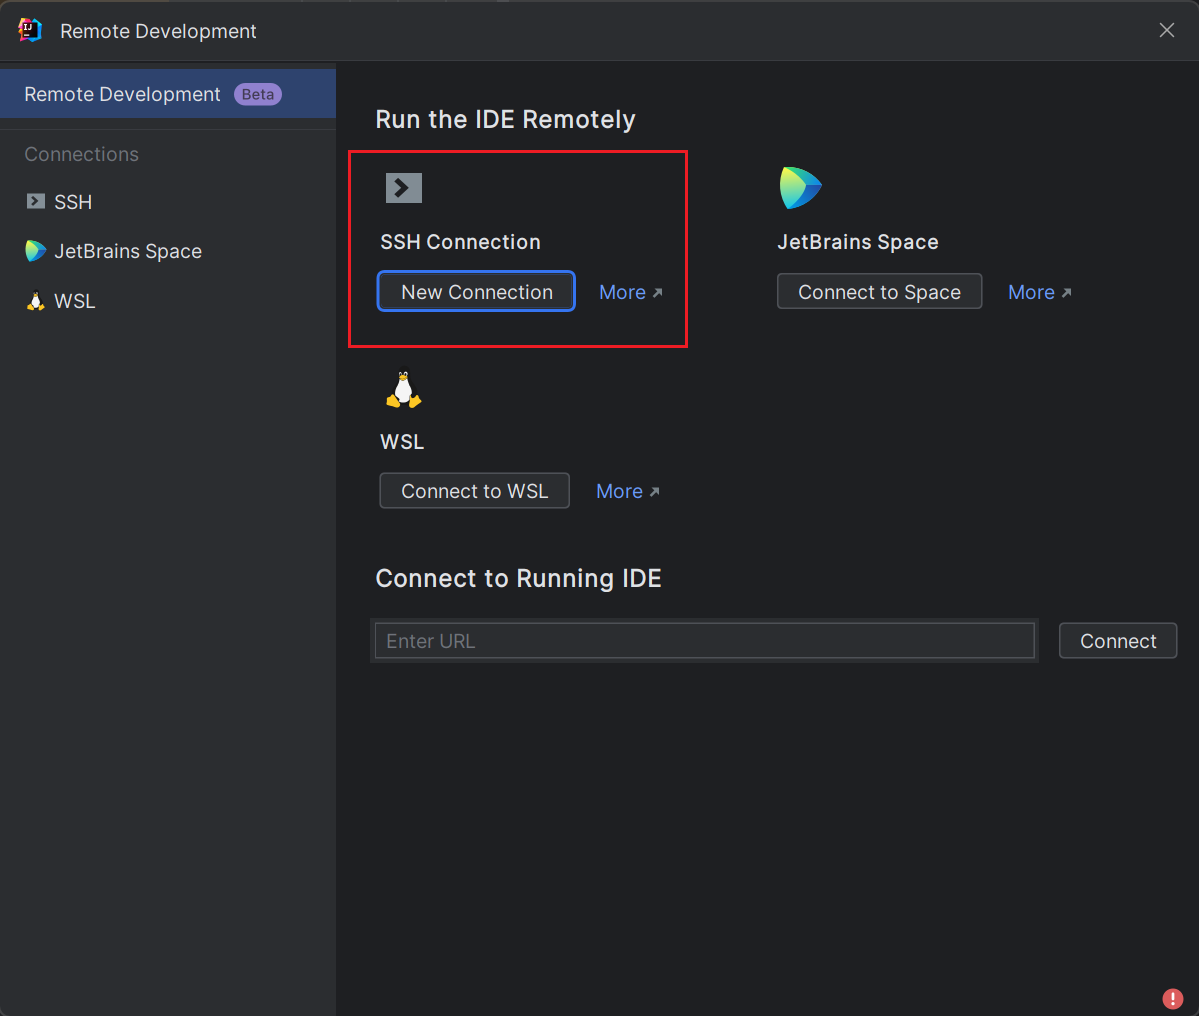 Remote Development
Remote Development Beta
Connections
SSH
JetBrains Space
WSL
Run the IDE Remotely
SSH Connection
New Connection More
JetBrains Space
Connect to Space More
WSL
Connect to WSL More
Connect to Running IDE
Enter URL Connect